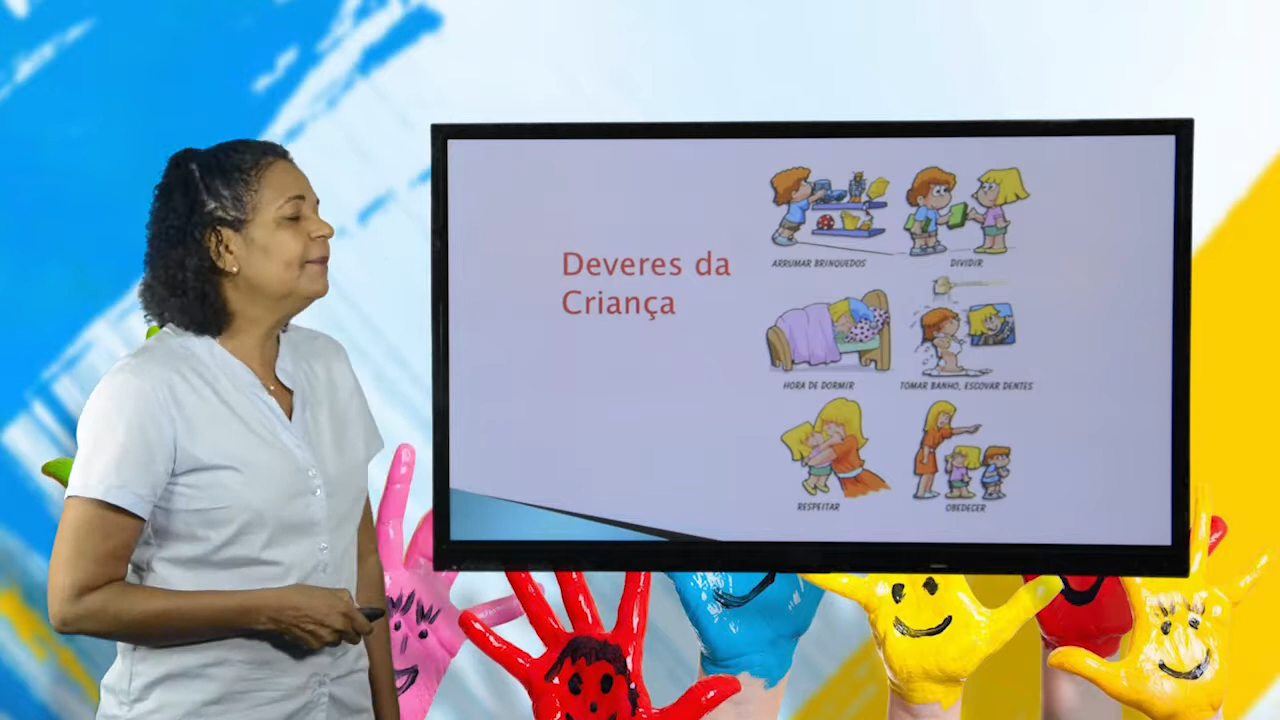 Deveres da
Criança
ARRUMAR BRINQUEDOS
DIVIDIR
HORA DE DORMIR
TOMAR BANHO, ESCOVAR DENTES
RESPEITAR
OBEDECER